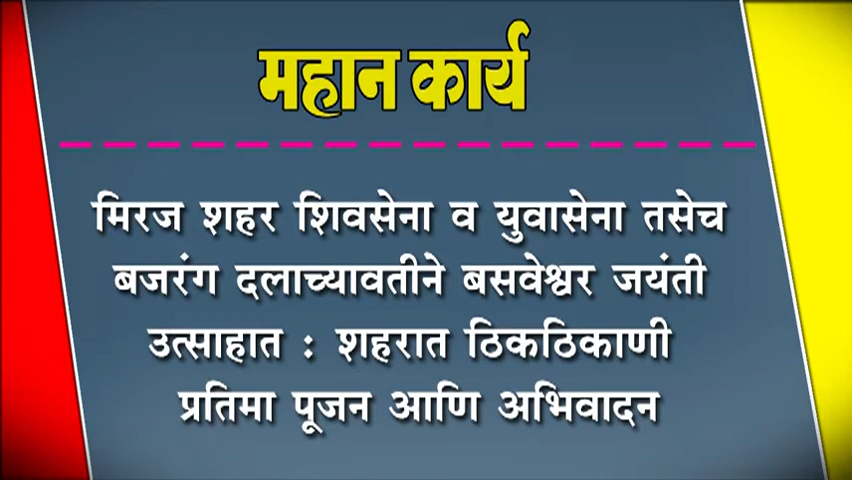 महान कार्य
मिरज शहर शिवसेना व युवासेना तसेच
बजरंग दलाच्यावतीने बसवेश्वर जयंती
उत्साहात : शहरात ठिकठिकाणी
प्रतिमा पूजन आणि अभिवादन